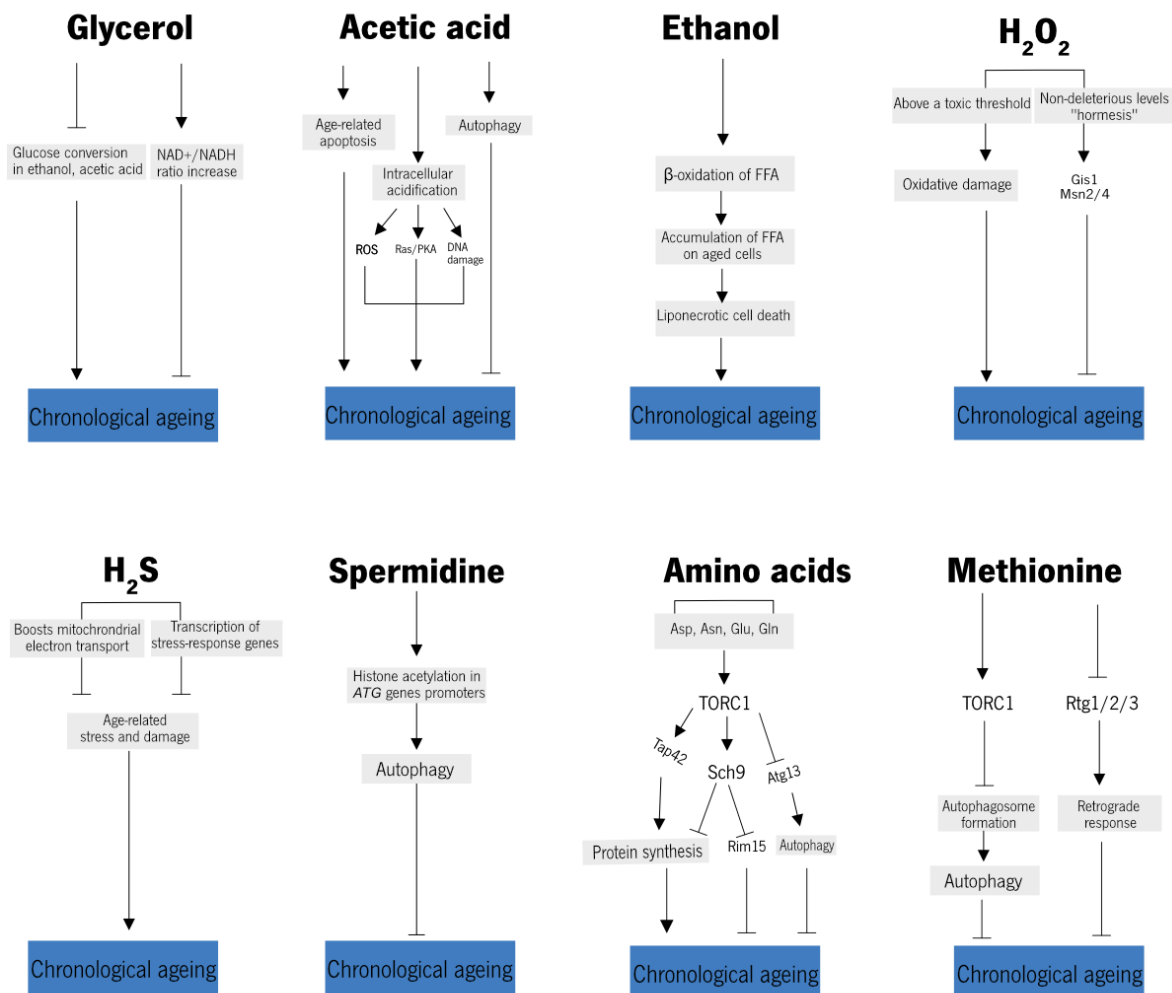 Glycerol
Glucose conversion
in ethanol, acetic acid
NAD+/NADH
ratio increase
Chronological ageing
Acetic acid
Age-related
apoptosis
Autophagy
Intracellular
acidification
ROS
Ras/PKA
DNA
damage
Chronological ageing
Ethanol
β-oxidation of FFA
Accumulation of FFA
on aged cells
Liponecrotic cell death
Chronological ageing
H₂O₂
Above a toxic threshold
Non-deleterious levels
"hormesis"
Oxidative damage
Gis1
Msn2/4
Chronological ageing
H₂S
Boosts mitochrondrial
electron transport
Transcription of
stress-response genes
Age-related
stress and damage
Chronological ageing
Spermidine
Histone acetylation in
ATG genes promoters
Autophagy
Chronological ageing
Amino acids
Asp, Asn, Glu, Gln
TORC1
Tap42
Sch9
Atg13
Protein synthesis
Rim15
Autophagy
Chronological ageing
Methionine
TORC1
Rtg1/2/3
Autophagosome
formation
Retrograde
response
Autophagy
Chronological ageing